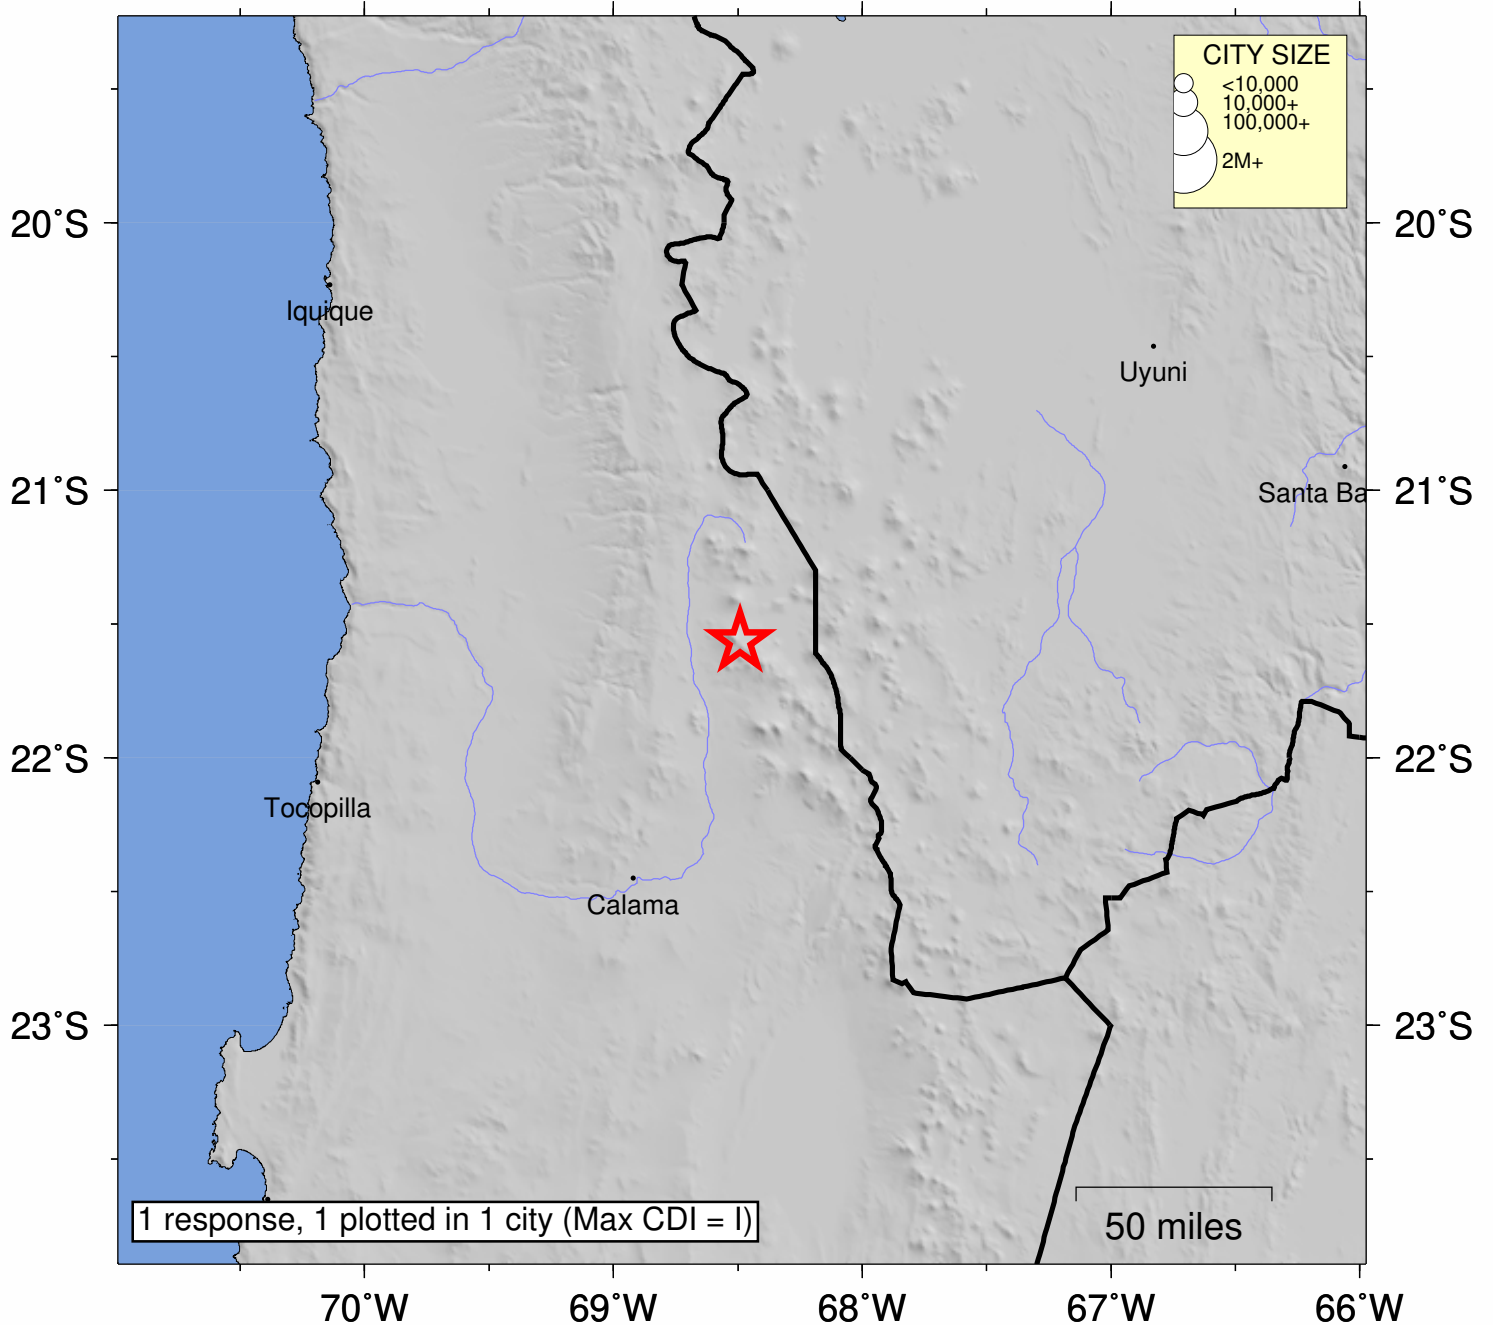 CITY SIZE
<10,000
10,000+
100,000+
2M+
20°S
20°S
Iquique
Uyuni
21°S
Santa Ba
21°S
22°S
22°S
Tocopilla
Calama
23°S
23°S
1 response, 1 plotted in 1 city (Max CDI = I)
50 miles
70°W
69°W
68°W
67°W
66°W